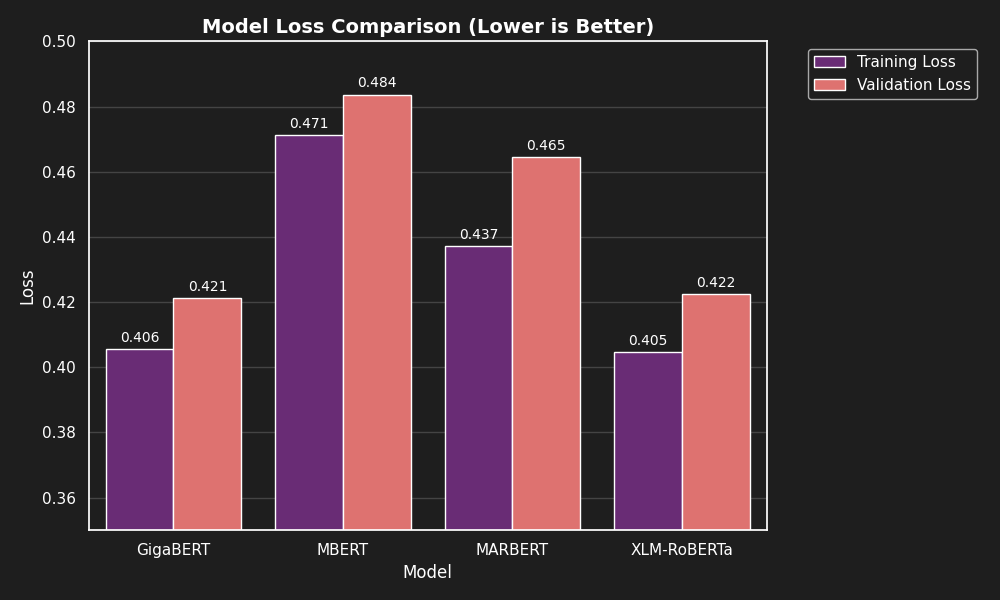 Model Loss Comparison (Lower is Better)
Training Loss
Validation Loss
Loss
0.50
0.48
0.46
0.44
0.42
0.40
0.38
0.36
0.406
0.421
0.471
0.484
0.437
0.465
0.405
0.422
GigaBERT
MBERT
MARBERT
XLM-RoBERTa
Model